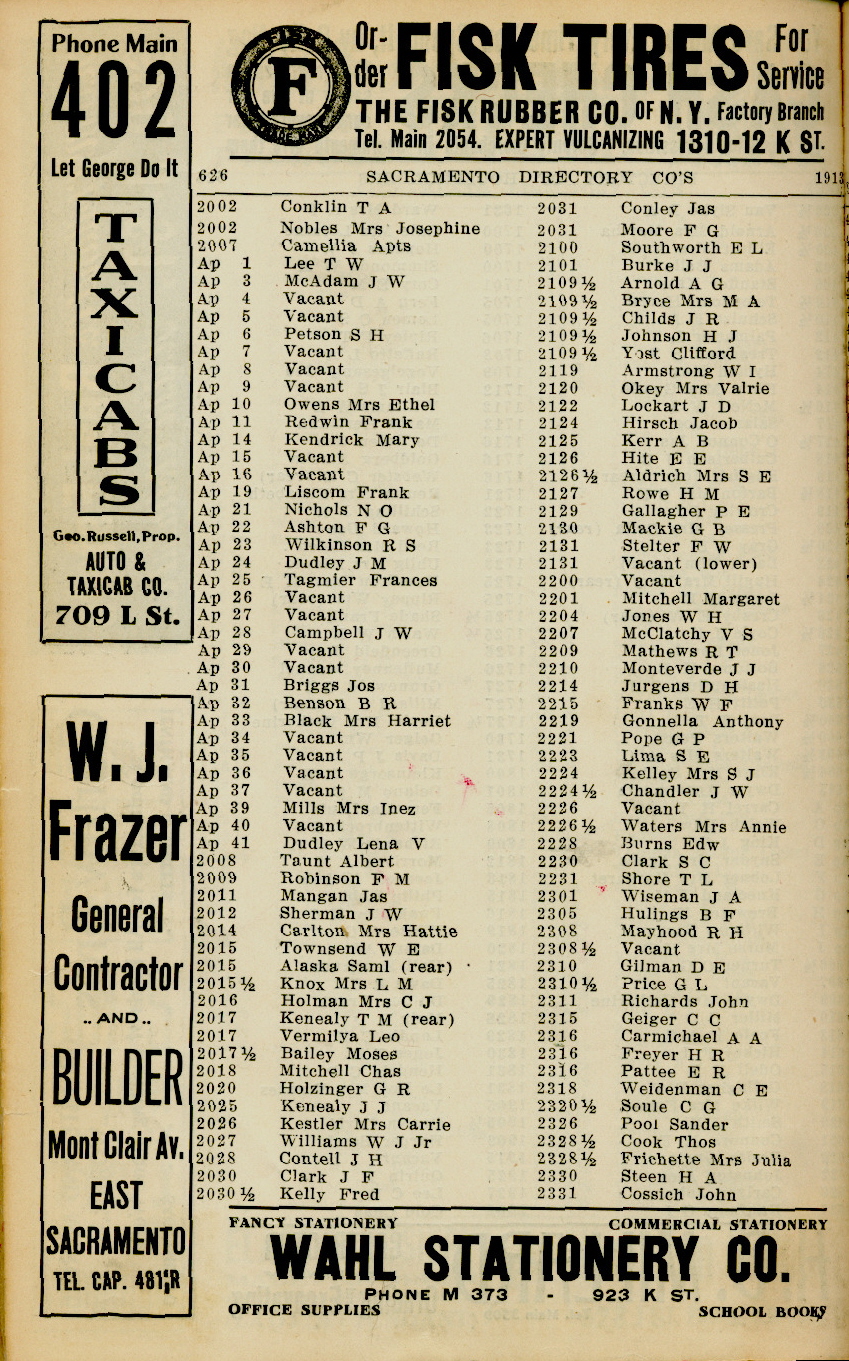 Phone Main
402
Let George Do It
TAXICABS
Geo. Russell, Prop.
AUTO &
TAXICAB CO.
709 L St.
W. J.
Frazer
General
Contractor
.. AND ..
BUILDER
Mont Clair Av.
EAST
SACRAMENTO
TEL. CAP. 481;R
FISK
F
Or-
der
FISK TIRES
For
Service
THE FISK RUBBER CO. OF N. Y. Factory Branch
Tel. Main 2054. EXPERT VULCANIZING 1310-12 K ST.
626 SACRAMENTO DIRECTORY CO'S 1913
2002 Conklin T A
2002 Nobles Mrs Josephine
2007 Camellia Apts
Ap 1 Lee T W
Ap 3 McAdam J W
Ap 4 Vacant
Ap 5 Vacant
Ap 6 Petson S H
Ap 7 Vacant
Ap 8 Vacant
Ap 9 Vacant
Ap 10 Owens Mrs Ethel
Ap 11 Redwin Frank
Ap 14 Kendrick Mary
Ap 15 Vacant
Ap 16 Vacant
Ap 19 Liscom Frank
Ap 21 Nichols N O
Ap 22 Ashton F G
Ap 23 Wilkinson R S
Ap 24 Dudley J M
Ap 25 Tagmier Frances
Ap 26 Vacant
Ap 27 Vacant
Ap 28 Campbell J W
Ap 29 Vacant
Ap 30 Vacant
Ap 31 Briggs Jos
Ap 32 Benson B R
Ap 33 Black Mrs Harriet
Ap 34 Vacant
Ap 35 Vacant
Ap 36 Vacant
Ap 37 Vacant
Ap 39 Mills Mrs Inez
Ap 40 Vacant
Ap 41 Dudley Lena V
2008 Taunt Albert
2009 Robinson F M
2011 Mangan Jas
2012 Sherman J W
2014 Carlton Mrs Hattie
2015 Townsend W E
2015 Alaska Saml (rear)
2015½ Knox Mrs L M
2016 Holman Mrs C J
2017 Kenealy T M (rear)
2017 Vermilya Leo
2017½ Bailey Moses
2018 Mitchell Chas
2020 Holzinger G R
2025 Kenealy J J
2026 Kestler Mrs Carrie
2027 Williams W J Jr
2028 Contell J H
2030 Clark J F
2030½ Kelly Fred
2031 Conley Jas
2031 Moore F G
2100 Southworth E L
2101 Burke J J
2109½ Arnold A G
2109½ Bryce Mrs M A
2109½ Childs J R
2109½ Johnson H J
2109½ Yost Clifford
2119 Armstrong W I
2120 Okey Mrs Valrie
2122 Lockart J D
2124 Hirsch Jacob
2125 Kerr A B
2126 Hite E E
2126½ Aldrich Mrs S E
2127 Rowe H M
2129 Gallagher P E
2130 Mackie G B
2131 Stelter F W
2131 Vacant (lower)
2200 Vacant
2201 Mitchell Margaret
2204 Jones W H
2207 McClatchy V S
2209 Mathews R T
2210 Monteverde J J
2214 Jurgens D H
2215 Franks W F
2219 Gonnella Anthony
2221 Pope G P
2223 Lima S E
2224 Kelley Mrs S J
2224½ Chandler J W
2226 Vacant
2226½ Waters Mrs Annie
2228 Burns Edw
2230 Clark S C
2231 Shore T L
2301 Wiseman J A
2305 Hulings B F
2308 Mayhood R H
2308½ Vacant
2310 Gilman D E
2310½ Price G L
2311 Richards John
2315 Geiger C C
2316 Carmichael A A
2316 Freyer H R
2316 Pattee E R
2318 Weidenman C E
2320½ Soule C G
2326 Pool Sander
2328½ Cook Thos
2328½ Frichette Mrs Julia
2330 Steen H A
2331 Cossich John
FANCY STATIONERY COMMERCIAL STATIONERY
WAHL STATIONERY CO.
PHONE M 373 - 923 K ST.
OFFICE SUPPLIES SCHOOL BOOKS